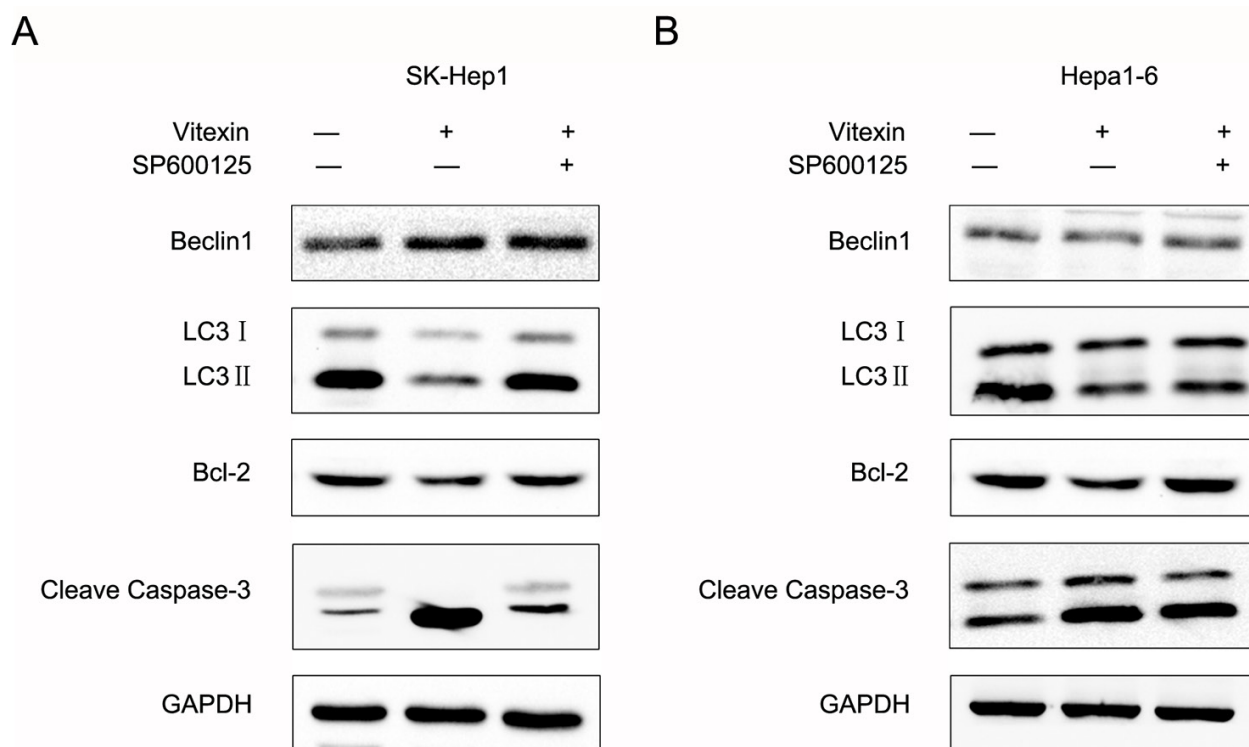 A
SK-Hep1
Vitexin — + +
SP600125 — — +
Beclin1
LC3 Ⅰ
LC3 Ⅱ
Bcl-2
Cleave Caspase-3
GAPDH
B
Hepa1-6
Vitexin — + +
SP600125 — — +
Beclin1
LC3 Ⅰ
LC3 Ⅱ
Bcl-2
Cleave Caspase-3
GAPDH